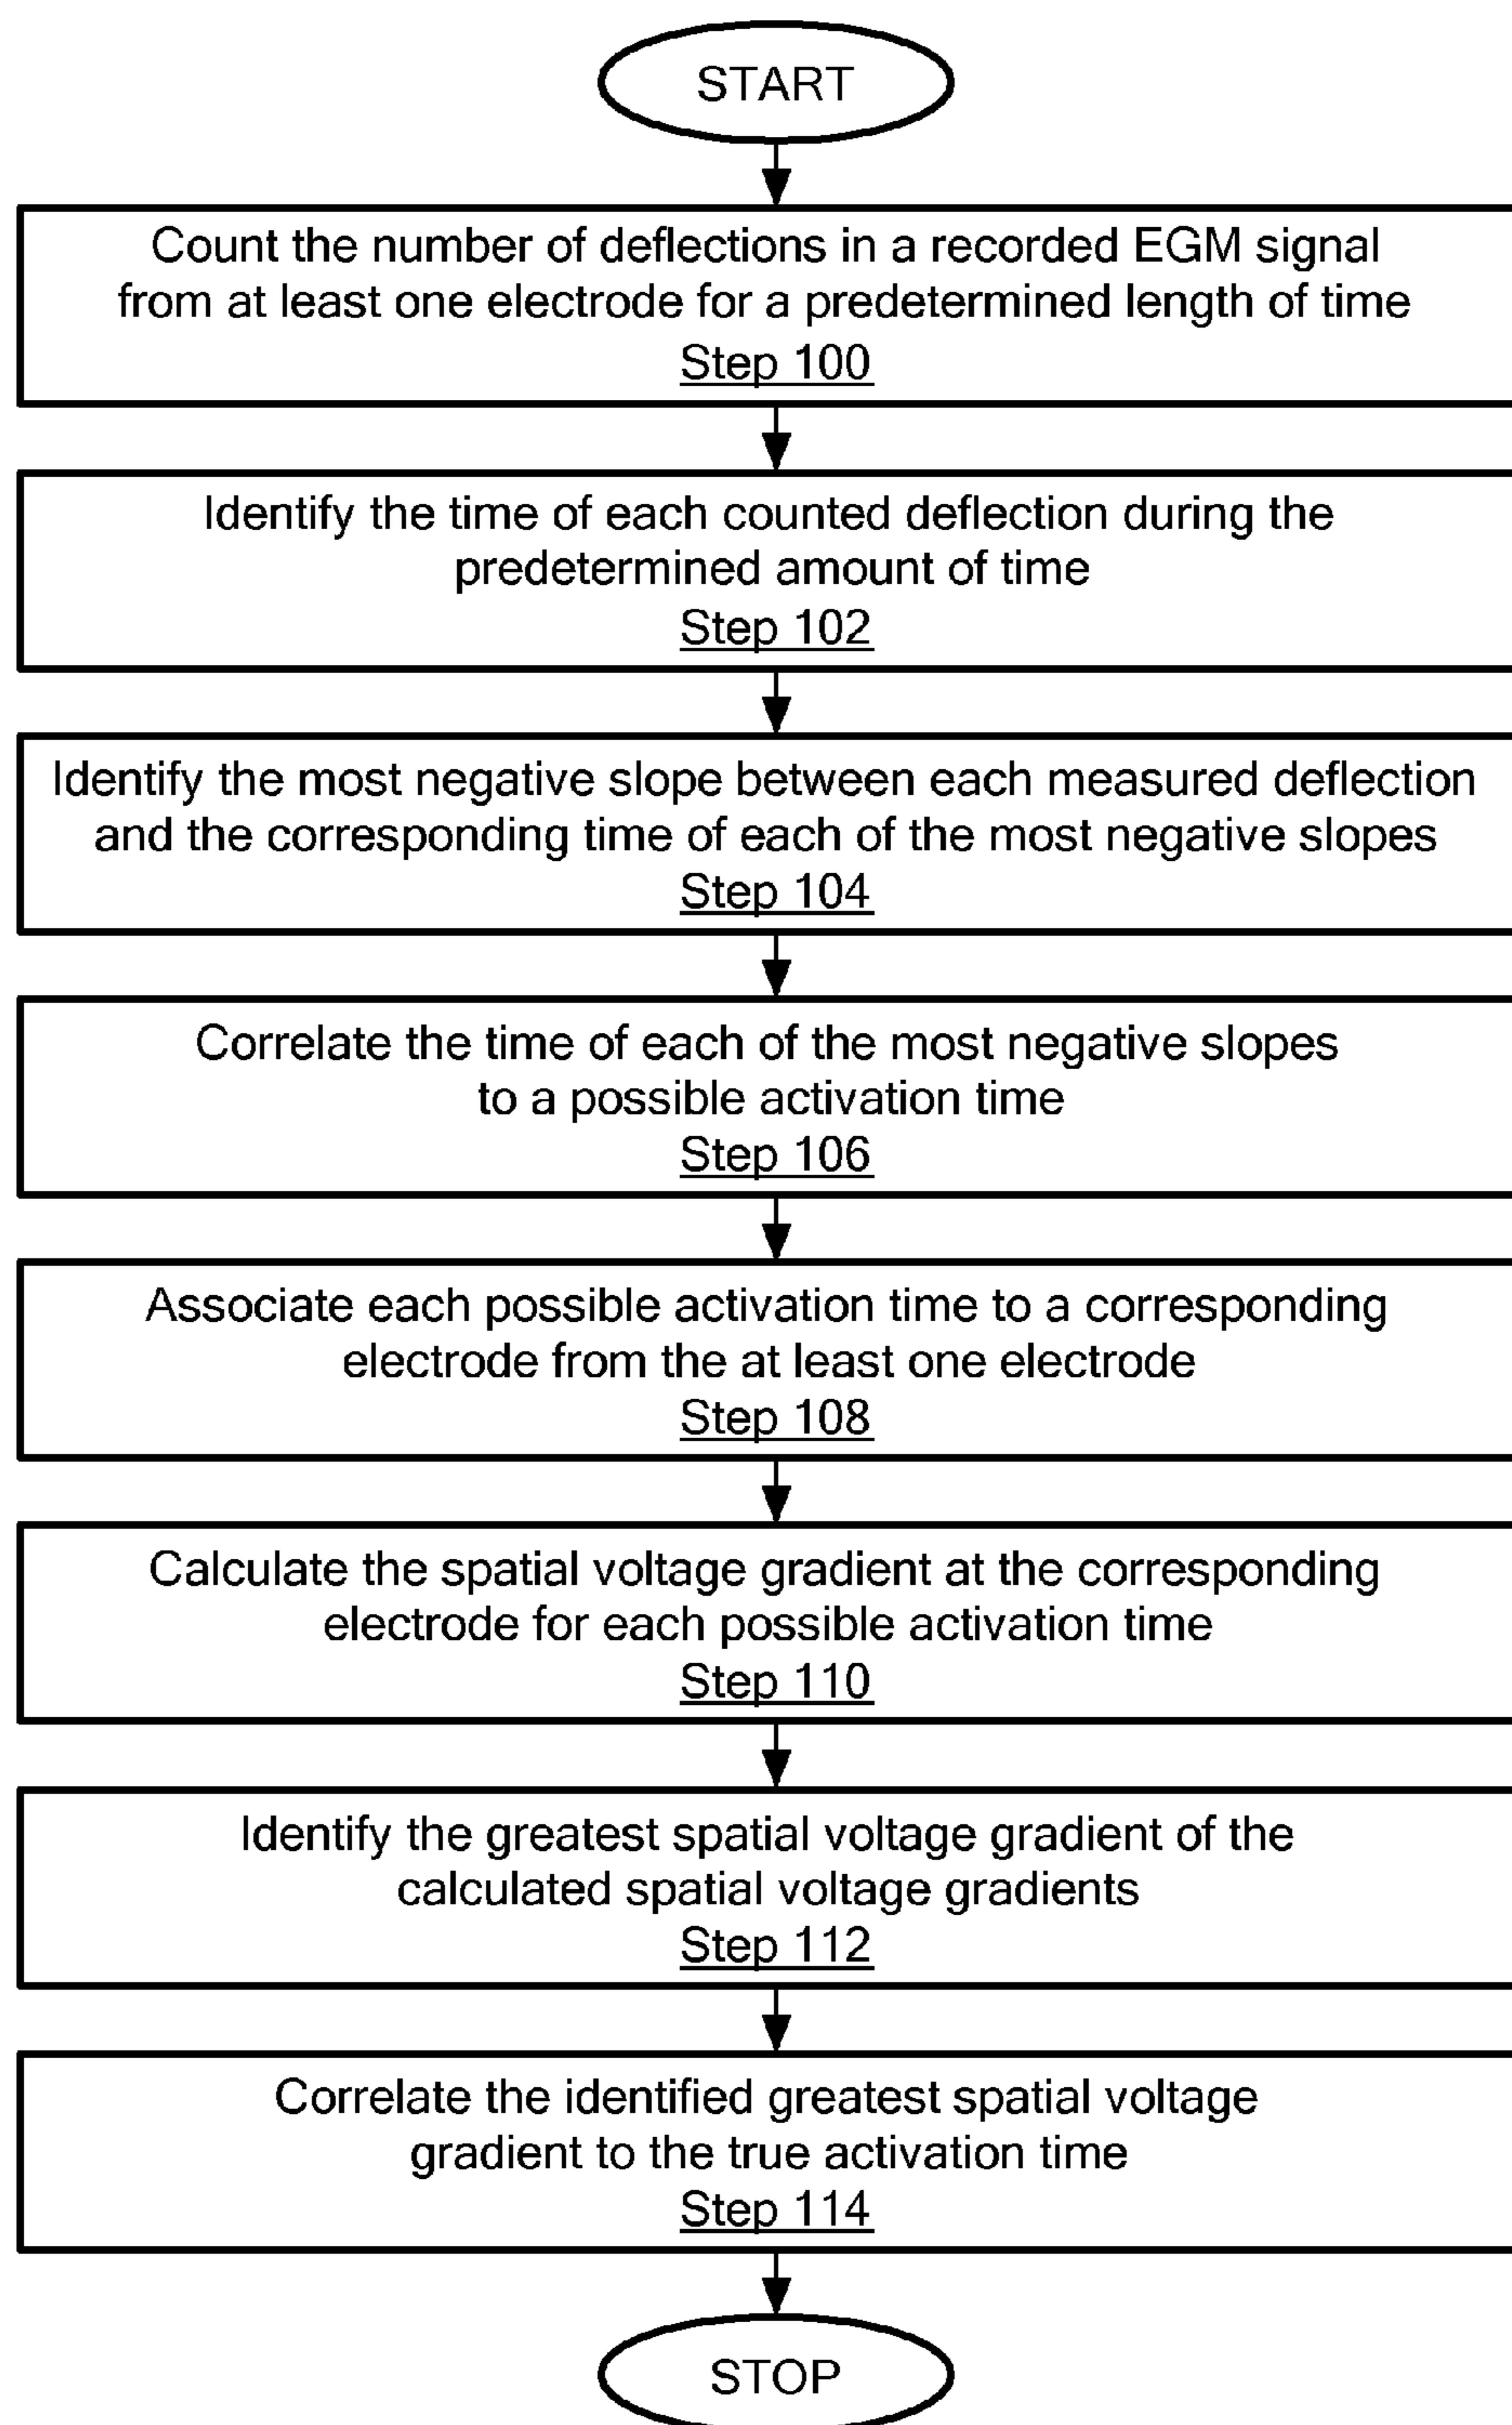 START
Count the number of deflections in a recorded EGM signal
from at least one electrode for a predetermined length of time
Step 100
Identify the time of each counted deflection during the
predetermined amount of time
Step 102
Identify the most negative slope between each measured deflection
and the corresponding time of each of the most negative slopes
Step 104
Correlate the time of each of the most negative slopes
to a possible activation time
Step 106
Associate each possible activation time to a corresponding
electrode from the at least one electrode
Step 108
Calculate the spatial voltage gradient at the corresponding
electrode for each possible activation time
Step 110
Identify the greatest spatial voltage gradient of the
calculated spatial voltage gradients
Step 112
Correlate the identified greatest spatial voltage
gradient to the true activation time
Step 114
STOP